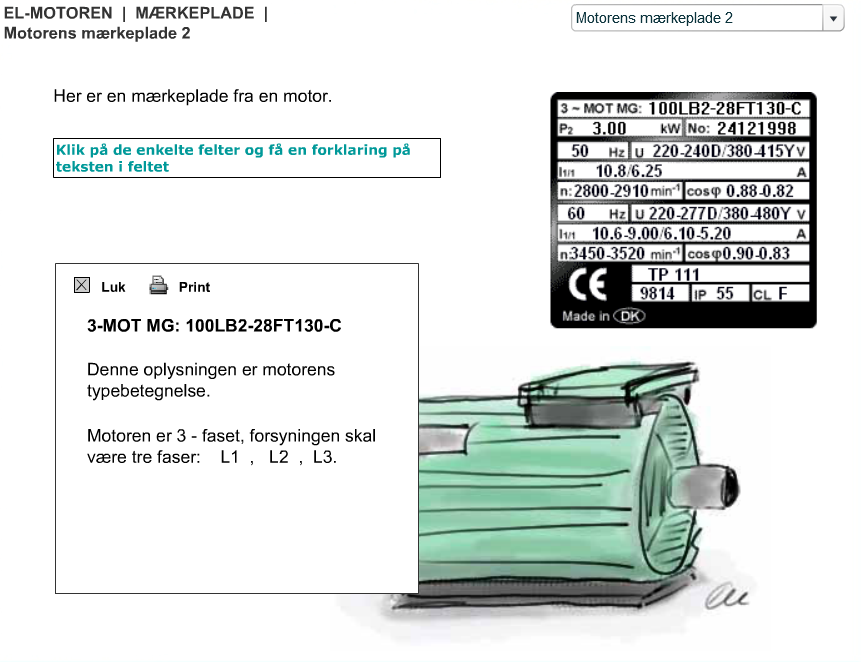 EL-MOTOREN | MÆRKEPLADE |
Motorens mærkeplade 2
Motorens mærkeplade 2
Her er en mærkeplade fra en motor.
Klik på de enkelte felter og få en forklaring på
teksten i feltet
3 ~ MOT MG: 100LB2-28FT130-C
P2 3.00 kW No: 24121998
50 Hz U 220-240D/380-415Y V
I1/1 10.8/6.25 A
n: 2800-2910 min-1 cosφ 0.88-0.82
60 Hz U 220-277D/380-480Y V
I1/1 10.6-9.00/6.10-5.20 A
n:3450-3520 min-1 cosφ0.90-0.83
CE TP 111
9814 IP 55 CL F
Made in DK
Luk Print
3-MOT MG: 100LB2-28FT130-C
Denne oplysningen er motorens
typebetegnelse.
Motoren er 3 - faset, forsyningen skal
være tre faser: L1 , L2 , L3.